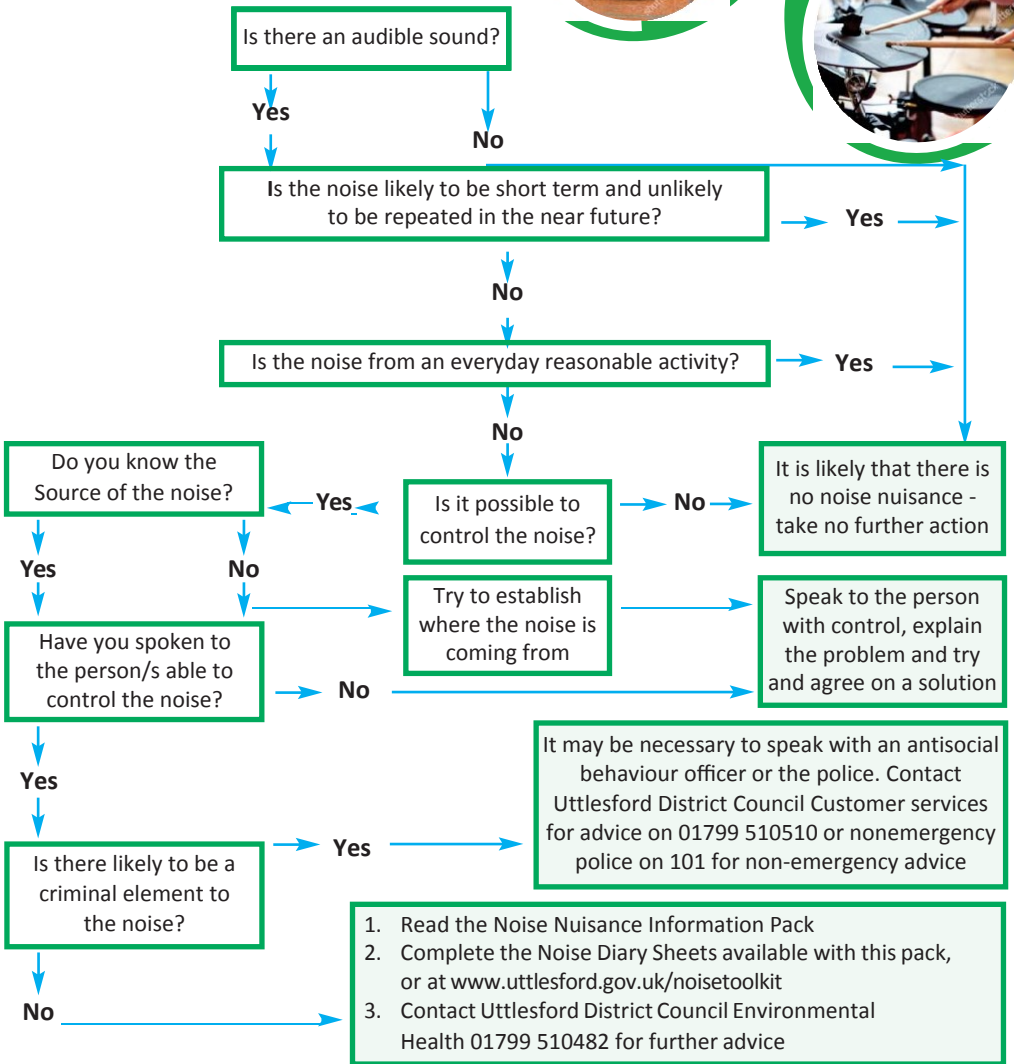 Is there an audible sound?
Yes
No
Is the noise likely to be short term and unlikely
to be repeated in the near future?
Yes
No
Is the noise from an everyday reasonable activity?
Yes
No
Do you know the
Source of the noise?
Yes
Is it possible to
control the noise?
No
It is likely that there is
no noise nuisance -
take no further action
Yes
No
Try to establish
where the noise is
coming from
Speak to the person
with control, explain
the problem and try
and agree on a solution
Have you spoken to
the person/s able to
control the noise?
No
Yes
It may be necessary to speak with an antisocial
behaviour officer or the police. Contact
Uttlesford District Council Customer services
for advice on 01799 510510 or nonemergency
police on 101 for non-emergency advice
Is there likely to be a
criminal element to
the noise?
Yes
No
1. Read the Noise Nuisance Information Pack
2. Complete the Noise Diary Sheets available with this pack,
or at www.uttlesford.gov.uk/noisetoolkit
3. Contact Uttlesford District Council Environmental
Health 01799 510482 for further advice